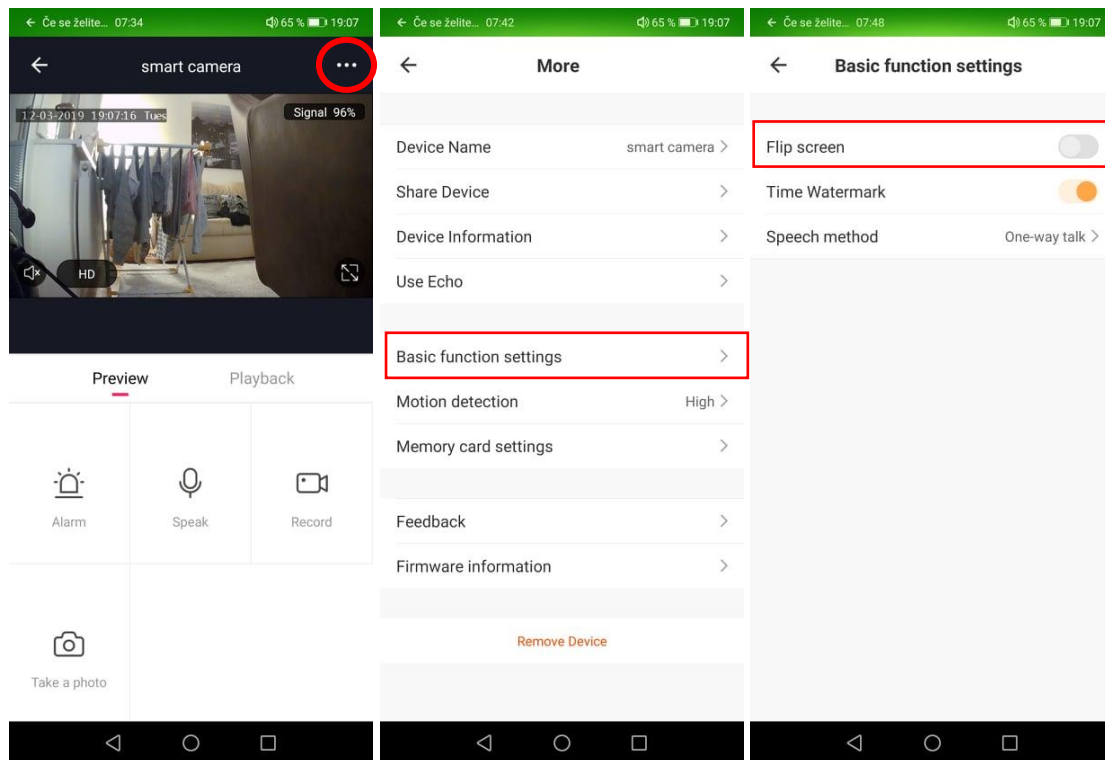 ← Če se želite... 07:34 65 % 19:07
smart camera
12-03-2019 19:07:16 Tues
Signal 96%
HD
Preview Playback
Alarm Speak Record
Take a photo
← Če se želite... 07:42 65 % 19:07
More
Device Name smart camera >
Share Device >
Device Information >
Use Echo >
Basic function settings >
Motion detection High >
Memory card settings >
Feedback >
Firmware information >
Remove Device
← Če se želite... 07:48 65 % 19:07
Basic function settings
Flip screen
Time Watermark
Speech method One-way talk >